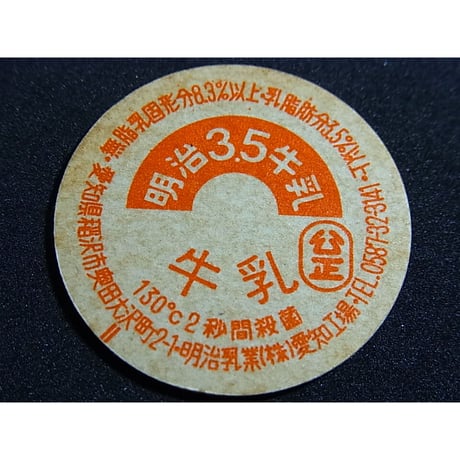 無脂乳固形分8.3%以上・乳脂肪分3.5%以上・
明治3.5牛乳
牛乳
公正
130℃2秒間殺菌
愛知県稲沢市奥田大沢町2-1・明治乳業(株)愛知工場・TEL.0587-32-3141